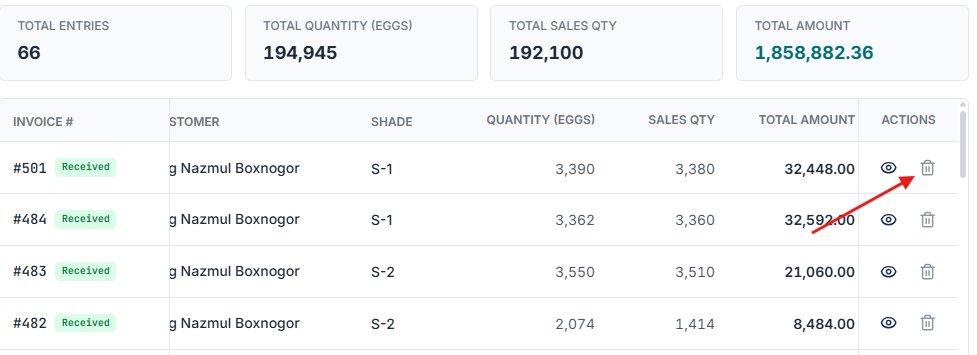 TOTAL ENTRIES
66
TOTAL QUANTITY (EGGS)
194,945
TOTAL SALES QTY
192,100
TOTAL AMOUNT
1,858,882.36
INVOICE # STOMER SHADE QUANTITY (EGGS) SALES QTY TOTAL AMOUNT ACTIONS
#501 Received g Nazmul Boxnogor S-1 3,390 3,380 32,448.00
#484 Received g Nazmul Boxnogor S-1 3,362 3,360 32,592.00
#483 Received g Nazmul Boxnogor S-2 3,550 3,510 21,060.00
#482 Received g Nazmul Boxnogor S-2 2,074 1,414 8,484.00